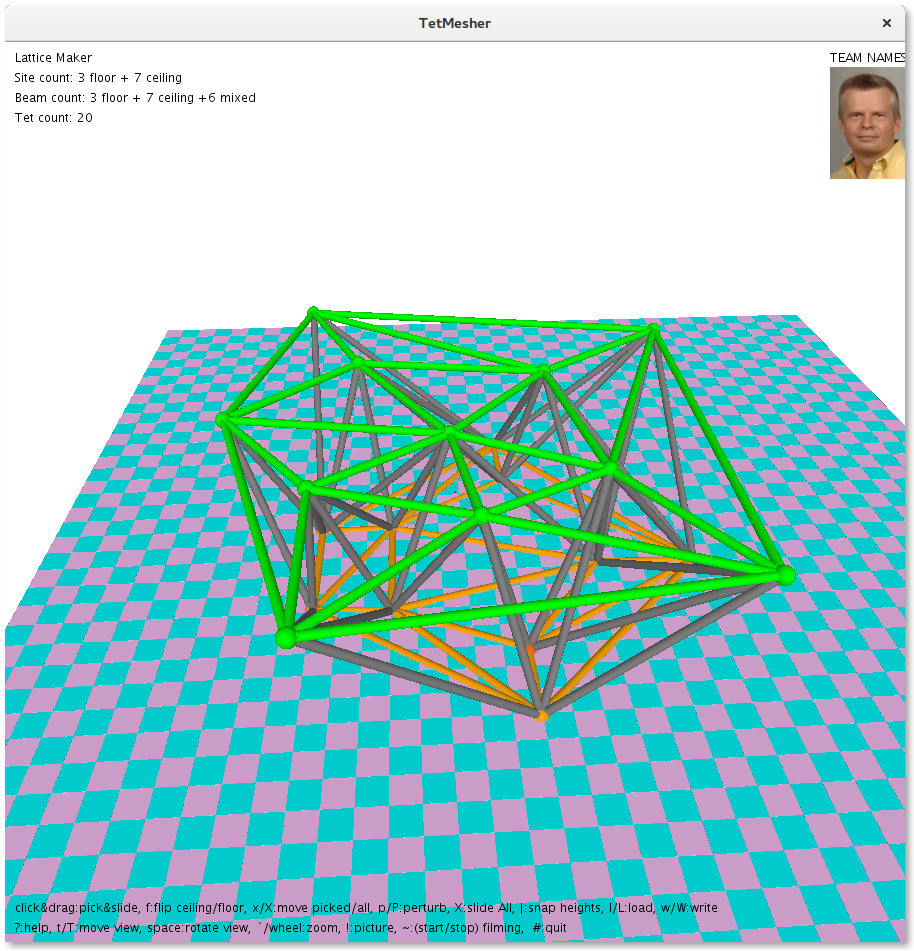 TetMesher
Lattice Maker
TEAM NAMES
Site count: 3 floor + 7 ceiling
Beam count: 3 floor + 7 ceiling +6 mixed
Tet count: 20
click&drag:pick&slide, f:flip ceiling/floor, x/X:move picked/all, p/P:perturb, X:slide All, |:snap heights, l/L:load, w/W:write
?:help, t/T:move view, space:rotate view, `/wheel:zoom, !:picture, ~:(start/stop) filming,  #:quit